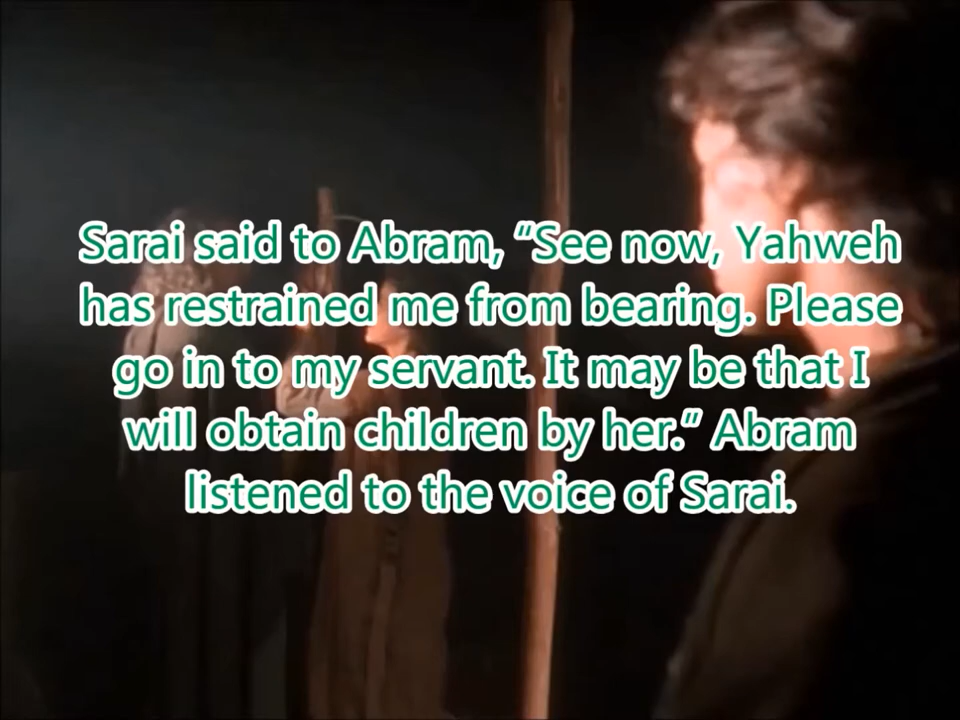 Sarai said to Abram, “See now, Yahweh
has restrained me from bearing. Please
go in to my servant. It may be that I
will obtain children by her.” Abram
listened to the voice of Sarai.